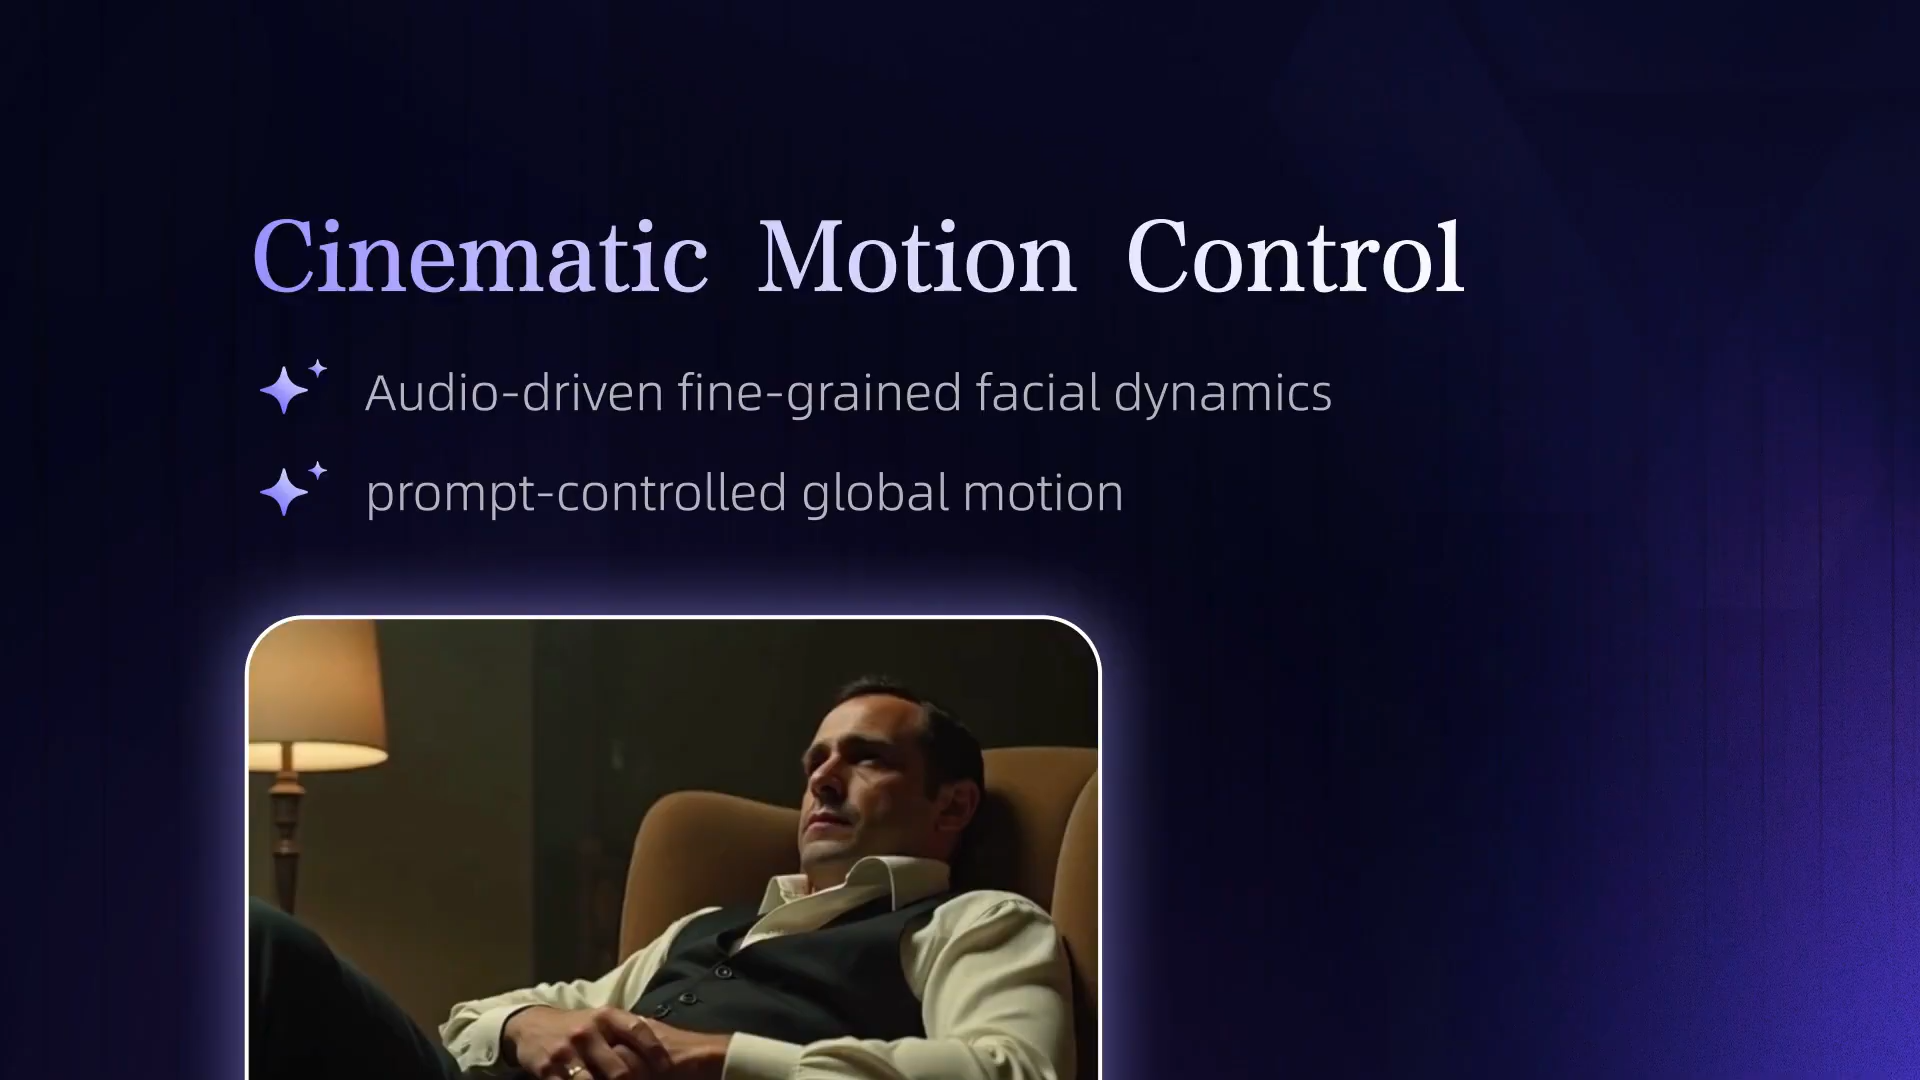 Cinematic Motion Control
Audio-driven fine-grained facial dynamics
prompt-controlled global motion